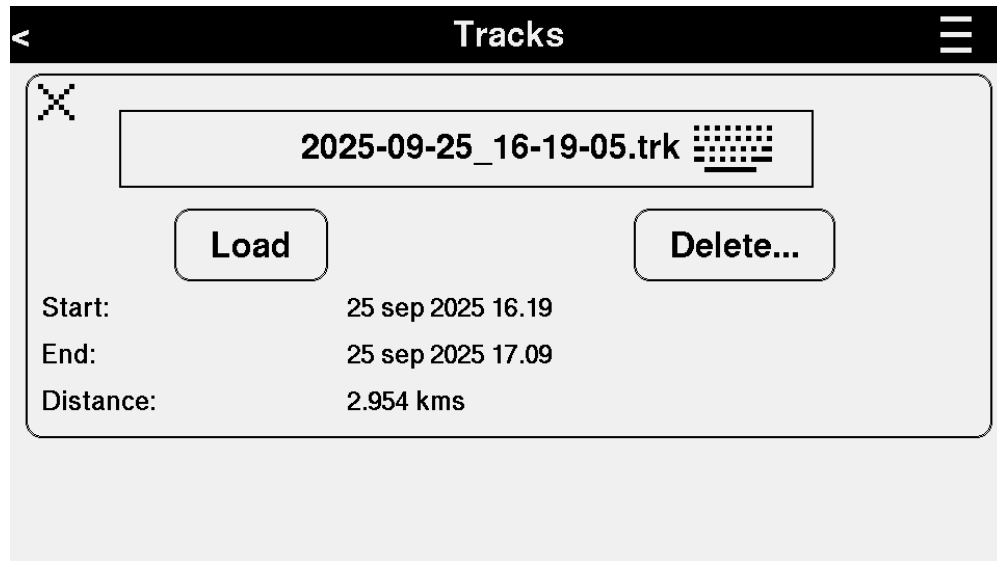 < Tracks
2025-09-25_16-19-05.trk
Load Delete...
Start: 25 sep 2025 16.19
End: 25 sep 2025 17.09
Distance: 2.954 kms